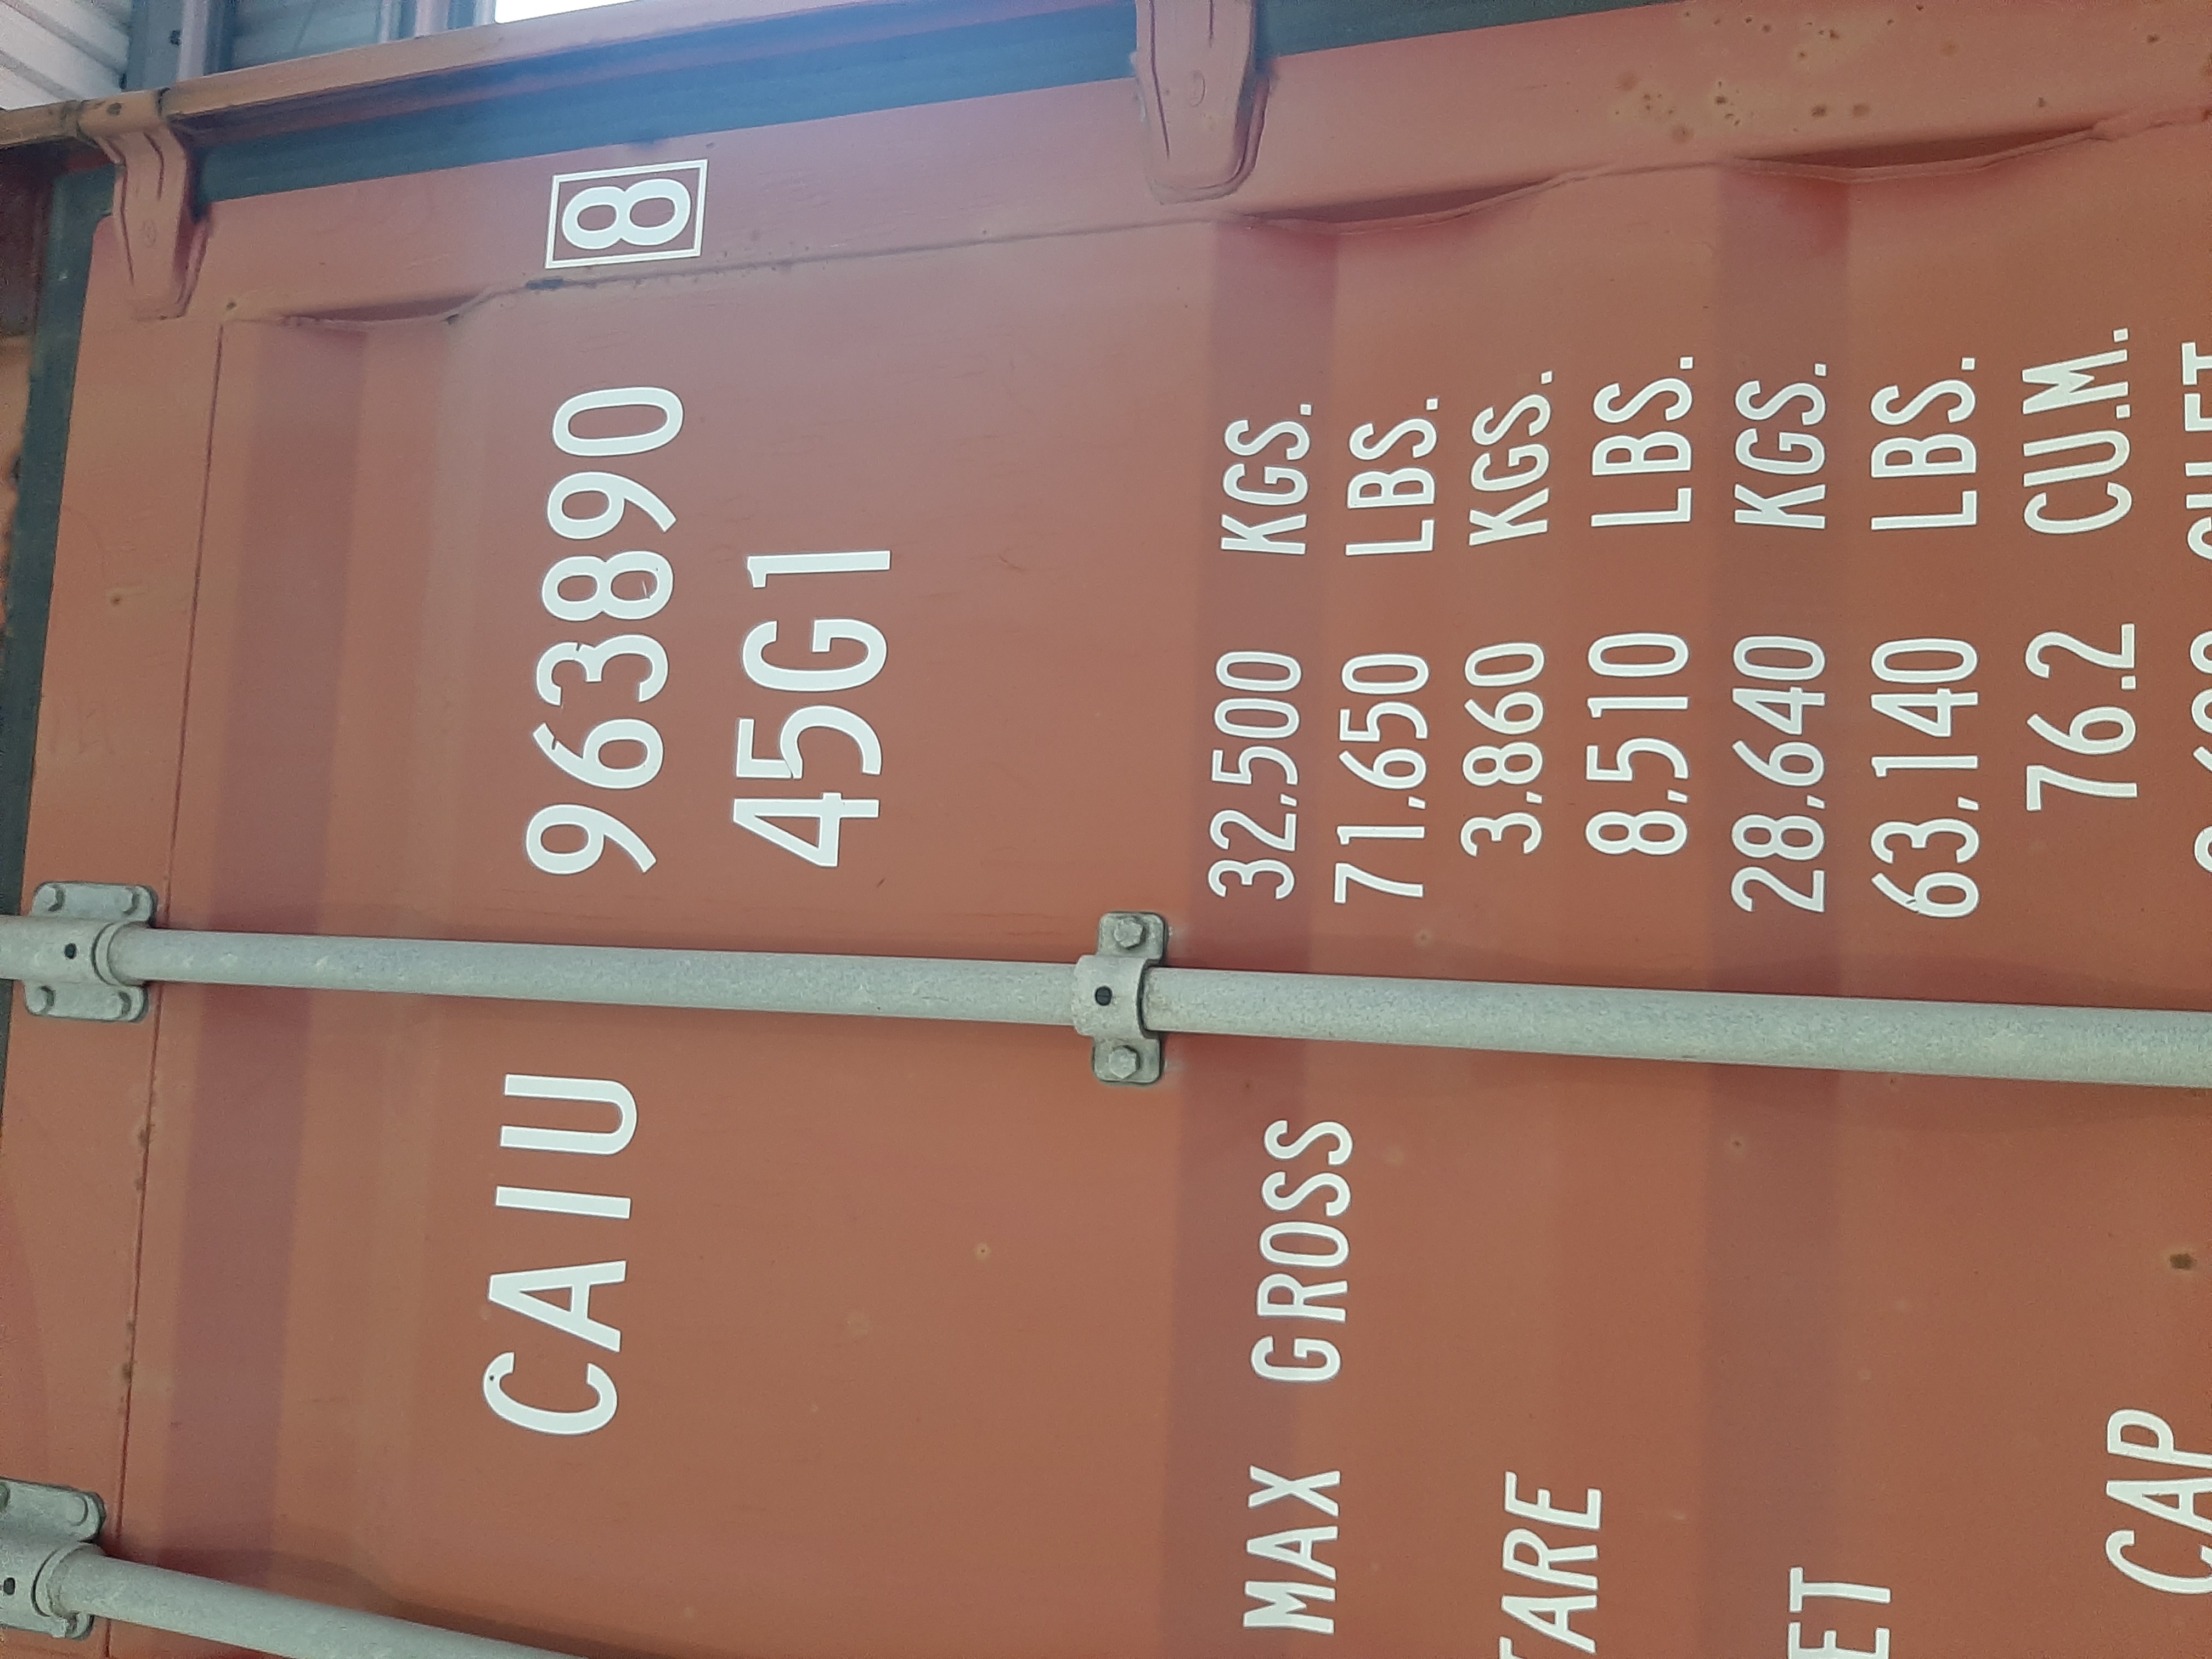 CAIU 963890 8
45G1
MAX GROSS 32.500 KGS.
71.650 LBS.
TARE 3.860 KGS.
8.510 LBS.
28.640 KGS.
63.140 LBS.
CAP 76.2 CU.M.